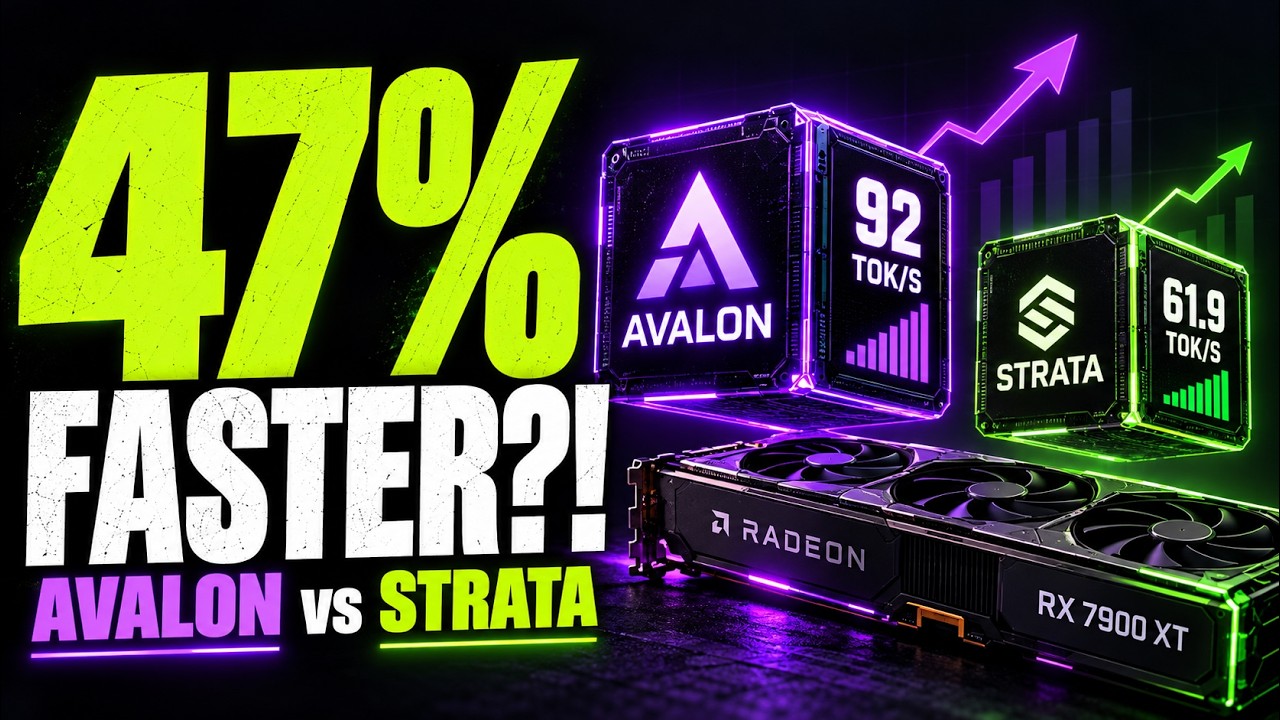 47%
FASTER?!
AVALON VS STRATA
AVALON
92
TOK/S
STRATA
61.9
TOK/S
RADEON
RX 7900 XT